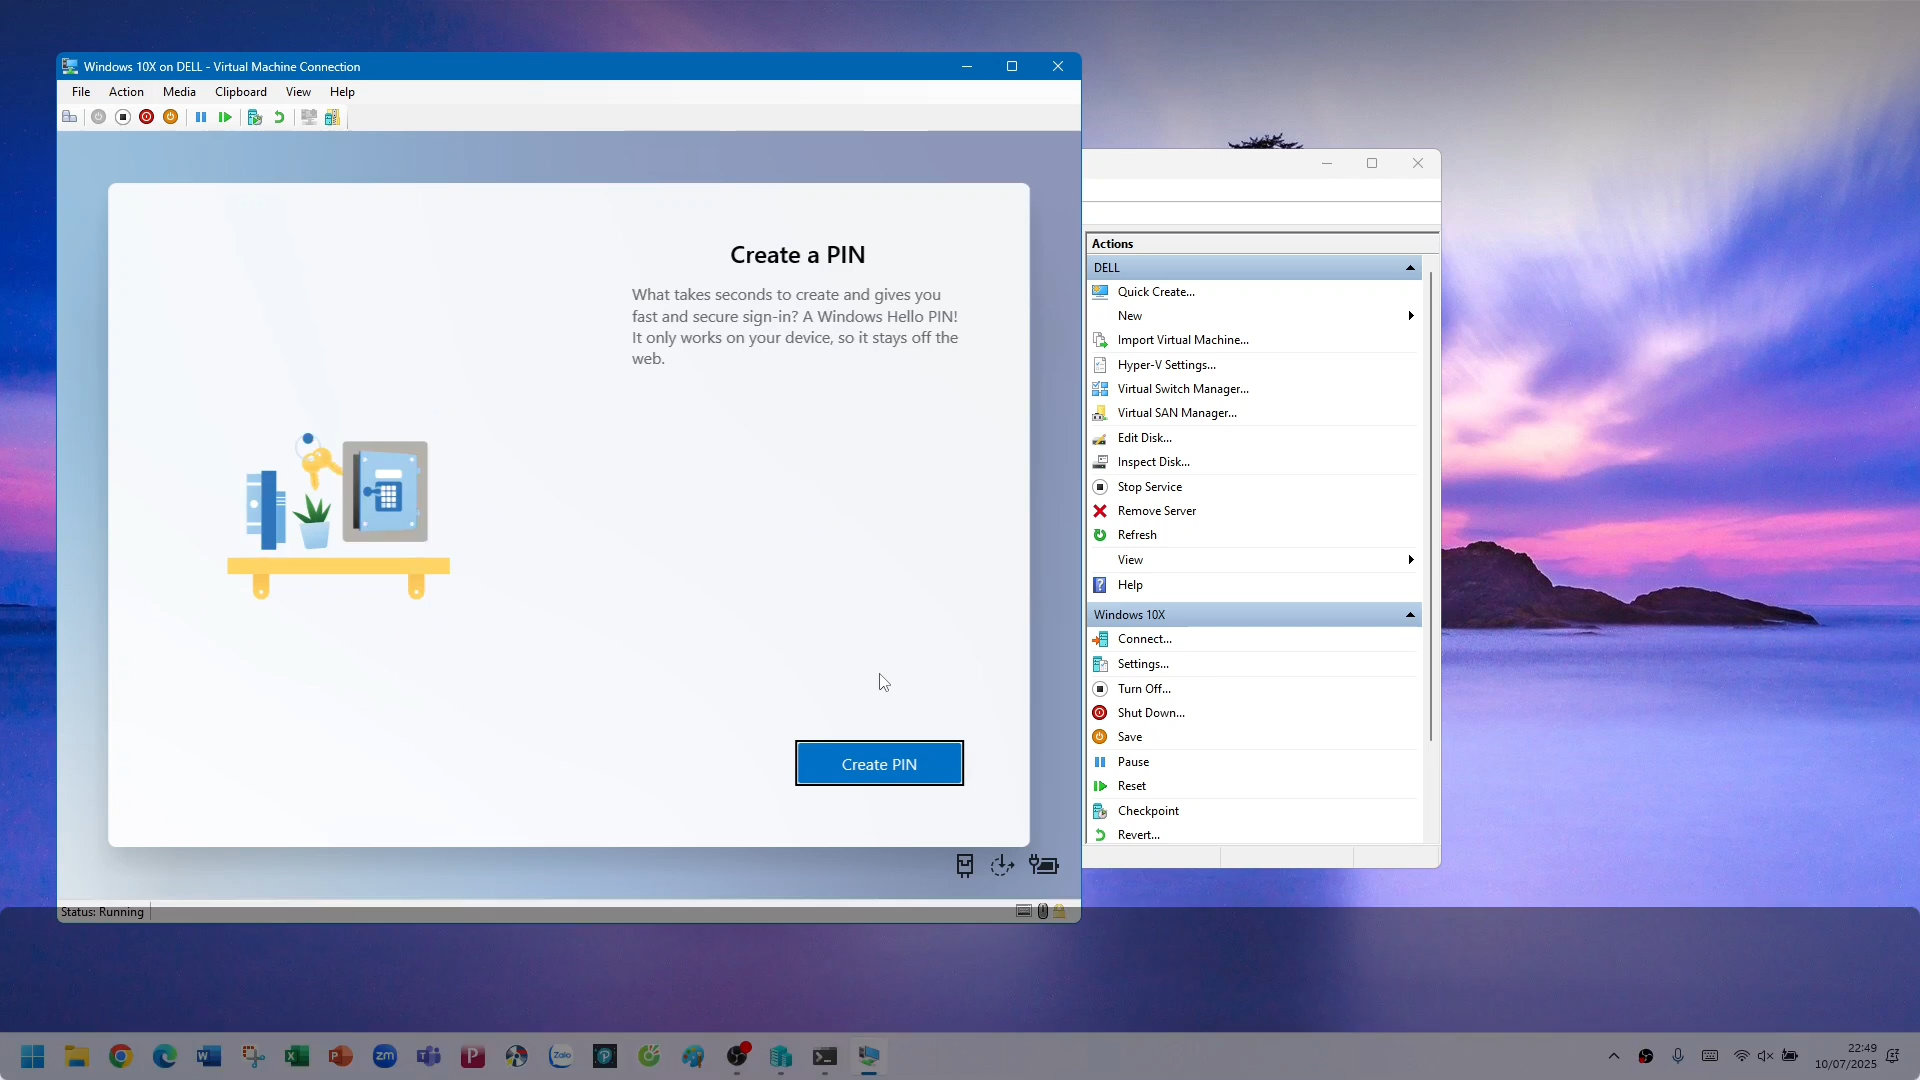 Windows 10X on DELL - Virtual Machine Connection
File Action Media Clipboard View Help
Create a PIN
What takes seconds to create and gives you
fast and secure sign-in? A Windows Hello PIN!
It only works on your device, so it stays off the
web.
Create PIN
Status: Running
Actions
DELL
Quick Create...
New
Import Virtual Machine...
Hyper-V Settings...
Virtual Switch Manager...
Virtual SAN Manager...
Edit Disk...
Inspect Disk...
Stop Service
Remove Server
Refresh
View
Help
Windows 10X
Connect...
Settings...
Turn Off...
Shut Down...
Save
Pause
Reset
Checkpoint
Revert...
zm
Zalo
22:49
10/07/2025